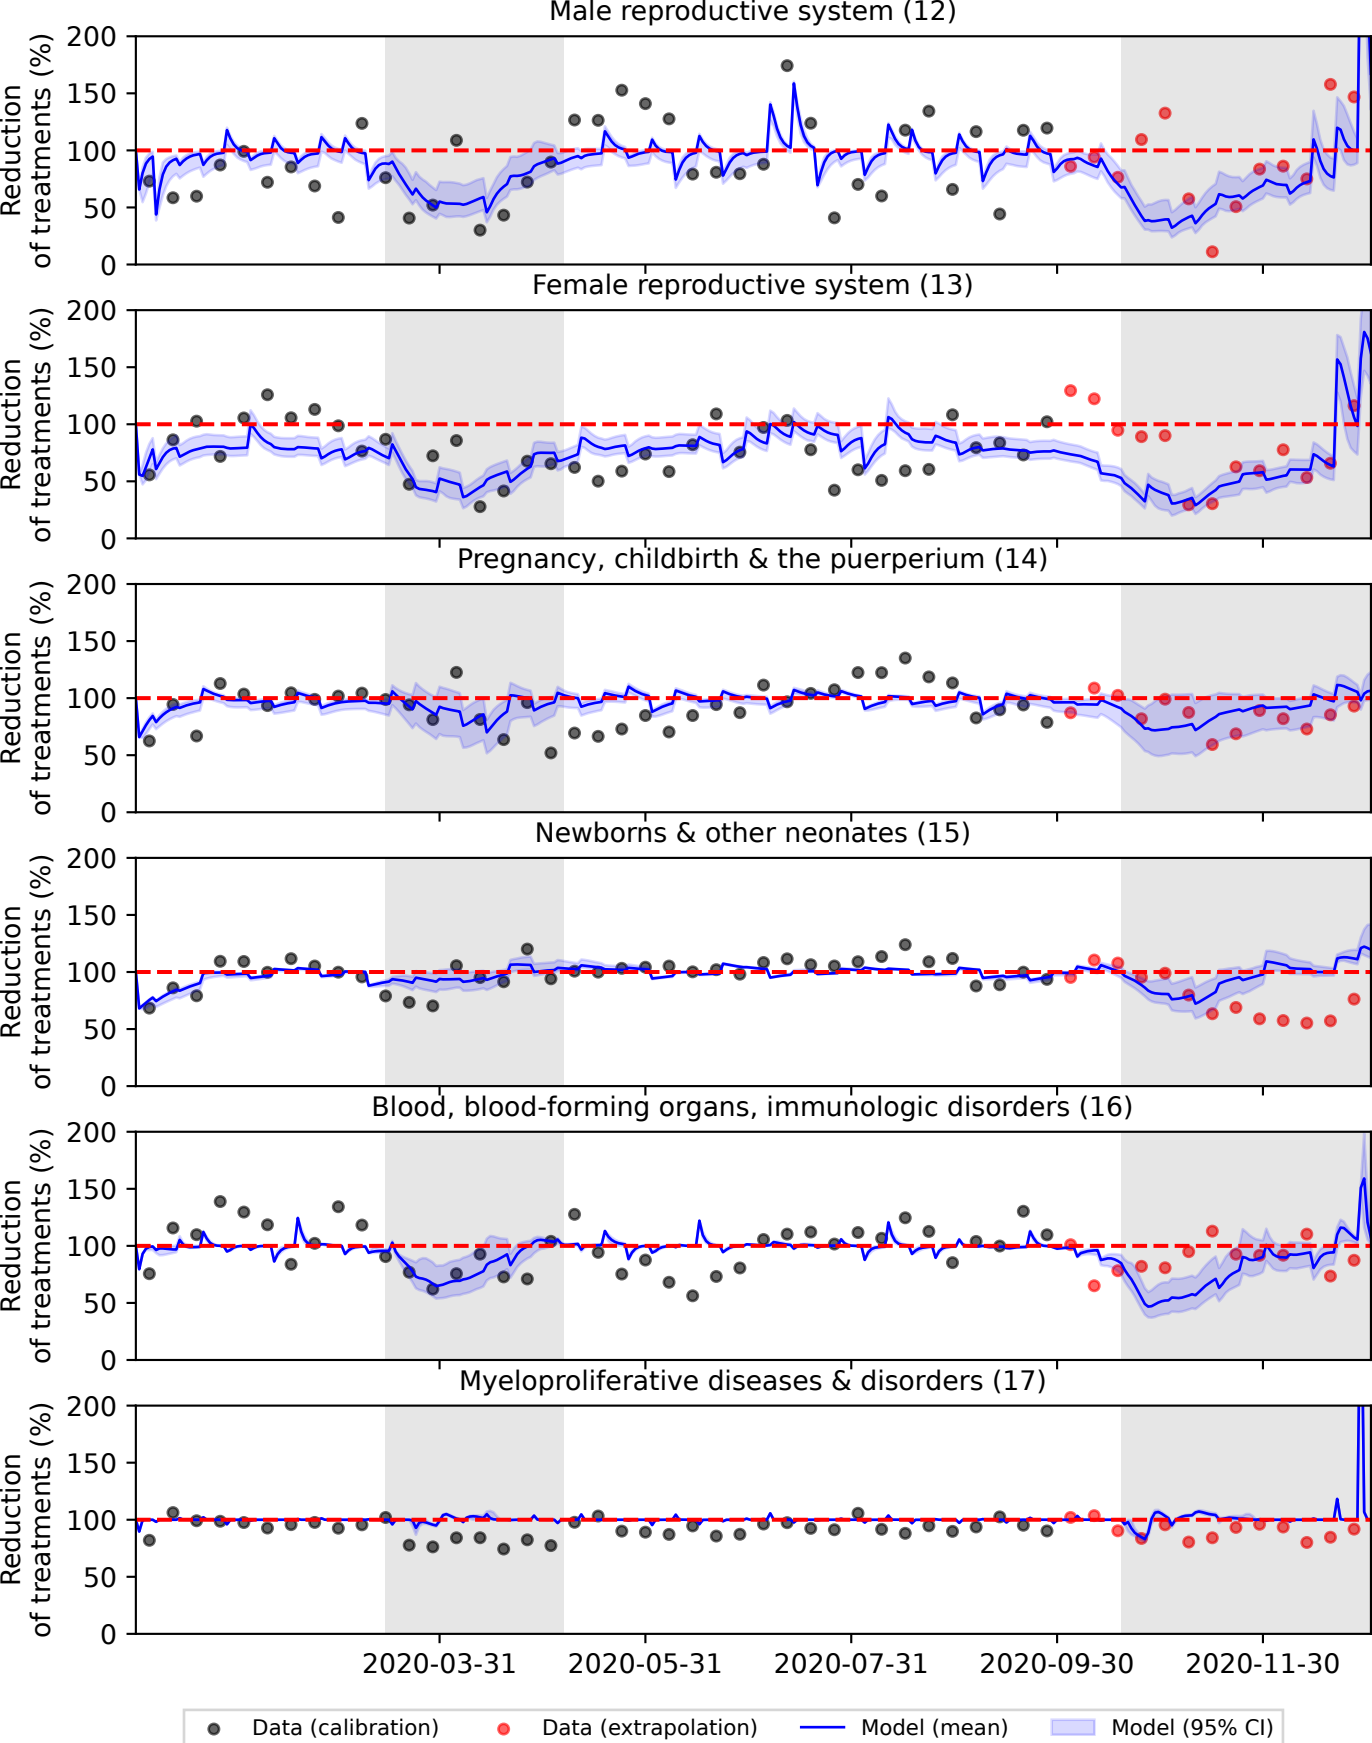 Male reproductive system (12)
Reduction
of treatments (%)
200
150
100
50
0
Female reproductive system (13)
Reduction
of treatments (%)
200
150
100
50
0
Pregnancy, childbirth & the puerperium (14)
Reduction
of treatments (%)
200
150
100
50
0
Newborns & other neonates (15)
Reduction
of treatments (%)
200
150
100
50
0
Blood, blood-forming organs, immunologic disorders (16)
Reduction
of treatments (%)
200
150
100
50
0
Myeloproliferative diseases & disorders (17)
Reduction
of treatments (%)
200
150
100
50
0
2020-03-31 2020-05-31 2020-07-31 2020-09-30 2020-11-30
Data (calibration) Data (extrapolation) Model (mean) Model (95% CI)